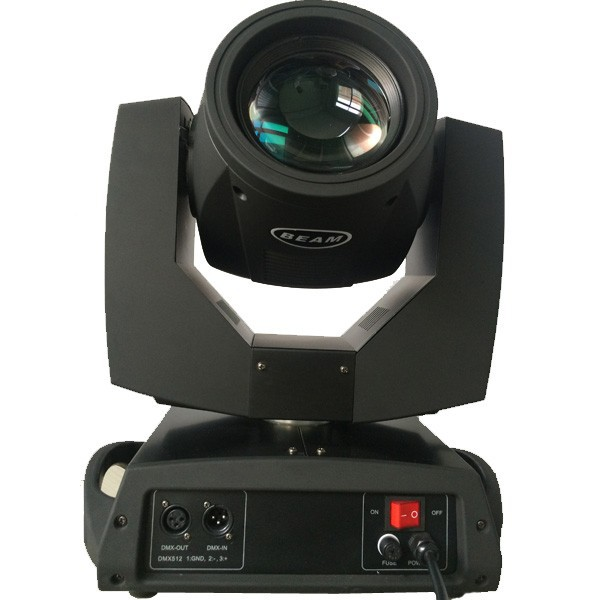 BEAM
ON
OFF
– O
DMX-OUT DMX-IN
DMX512 1:GND, 2:-, 3:+
FUSE